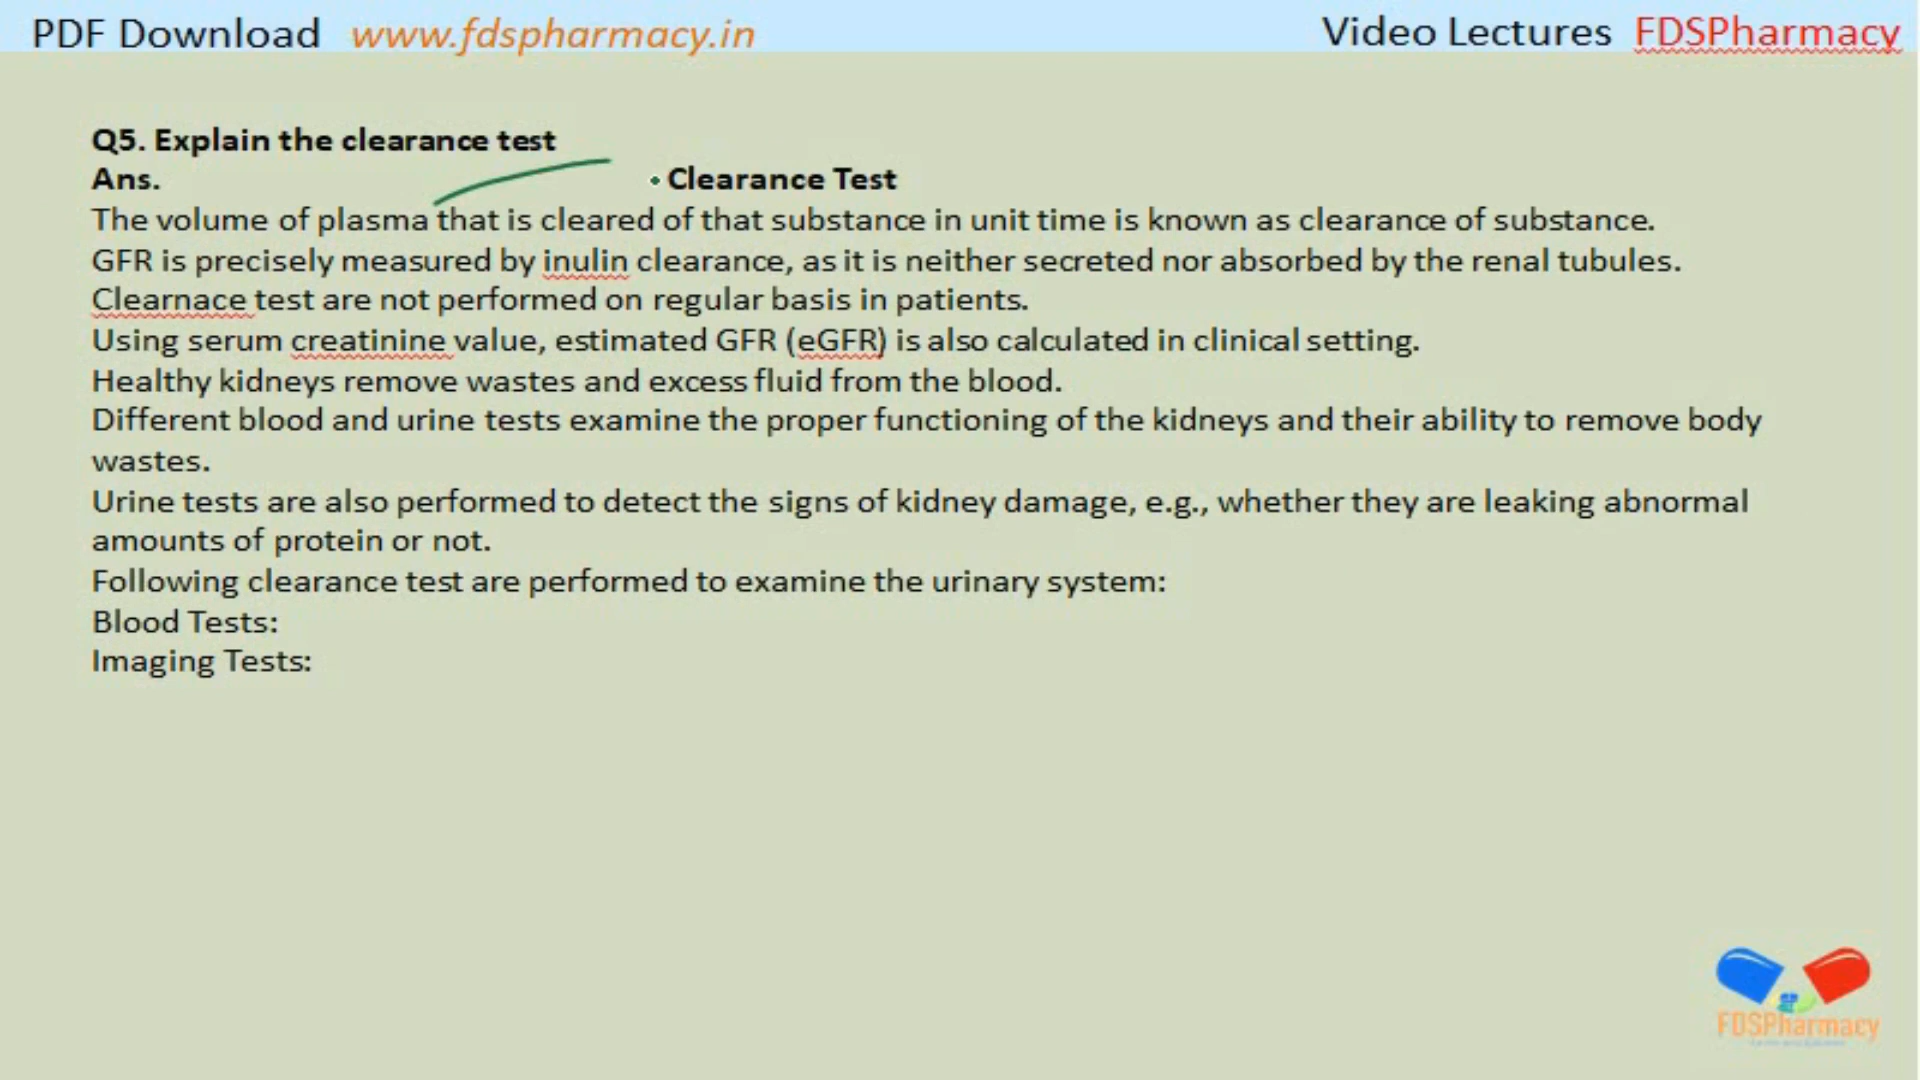 PDF Download www.fdspharmacy.in Video Lectures FDSPharmacy
Q5. Explain the clearance test
Ans. • Clearance Test
The volume of plasma that is cleared of that substance in unit time is known as clearance of substance.
GFR is precisely measured by inulin clearance, as it is neither secreted nor absorbed by the renal tubules.
Clearnace test are not performed on regular basis in patients.
Using serum creatinine value, estimated GFR (eGFR) is also calculated in clinical setting.
Healthy kidneys remove wastes and excess fluid from the blood.
Different blood and urine tests examine the proper functioning of the kidneys and their ability to remove body
wastes.
Urine tests are also performed to detect the signs of kidney damage, e.g., whether they are leaking abnormal
amounts of protein or not.
Following clearance test are performed to examine the urinary system:
Blood Tests:
Imaging Tests:
FDSPharmacy